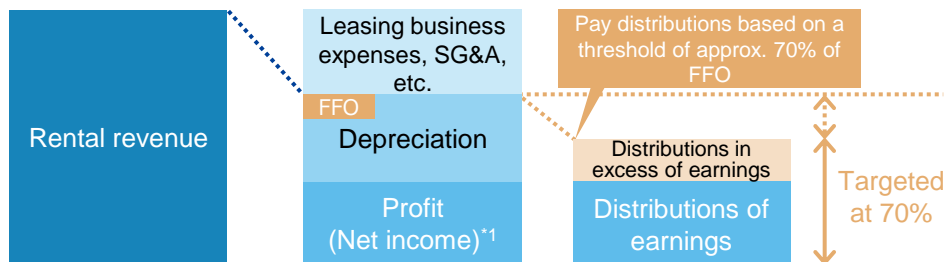 Rental revenue
Leasing business
expenses, SG&A,
etc.
FFO
Depreciation
Profit
(Net income)*1
Pay distributions based on a
threshold of approx. 70% of
FFO
Distributions in
excess of earnings
Distributions of
earnings
Targeted
at 70%